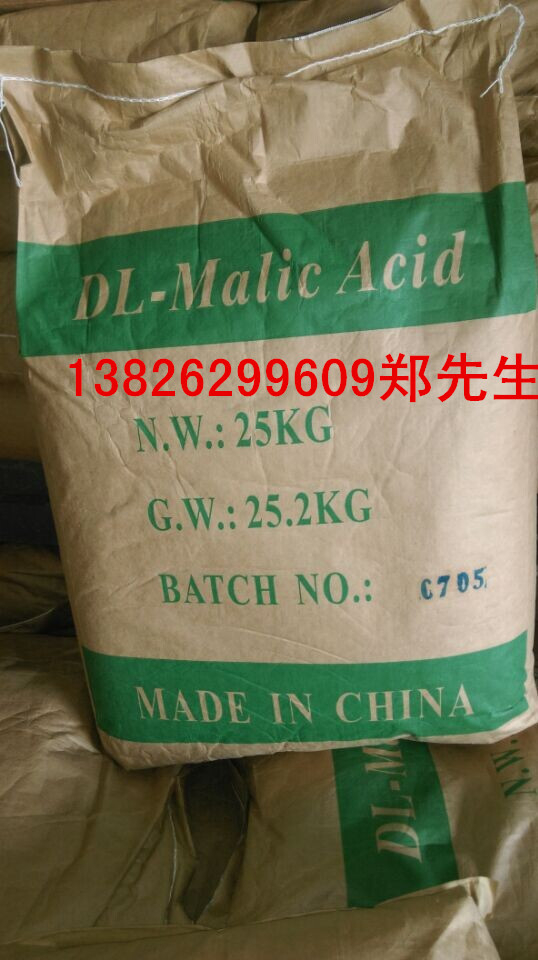 DL-Malic Acid
13826299609郑先生
N.W.: 25KG
G.W.: 25.2KG
BATCH NO.: C705
MADE IN CHINA
DL-M
N.W.